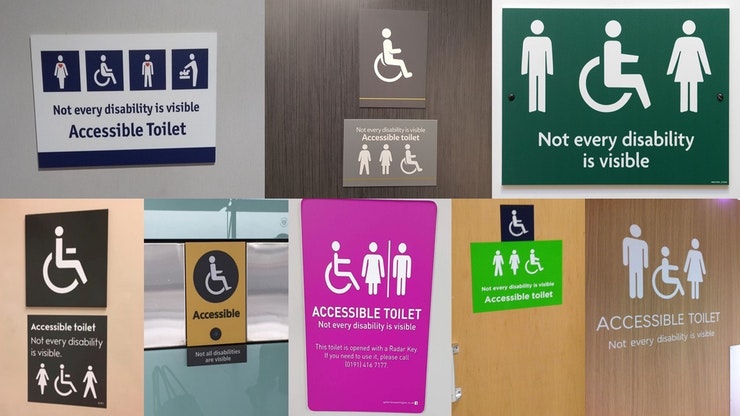 Not every disability is visible
Accessible Toilet
Not every disability is visible
Accessible toilet
Not every disability
is visible
Accessible toilet
Not every disability
is visible.
Accessible
Not all disabilities
are visible
ACCESSIBLE TOILET
Not every disability is visible
This toilet is opened with a Radar Key
If you need to use it, please call
(0191) 416 7177.
Not every disability is visible
Accessible toilet
ACCESSIBLE TOILET
Not every disability is visible